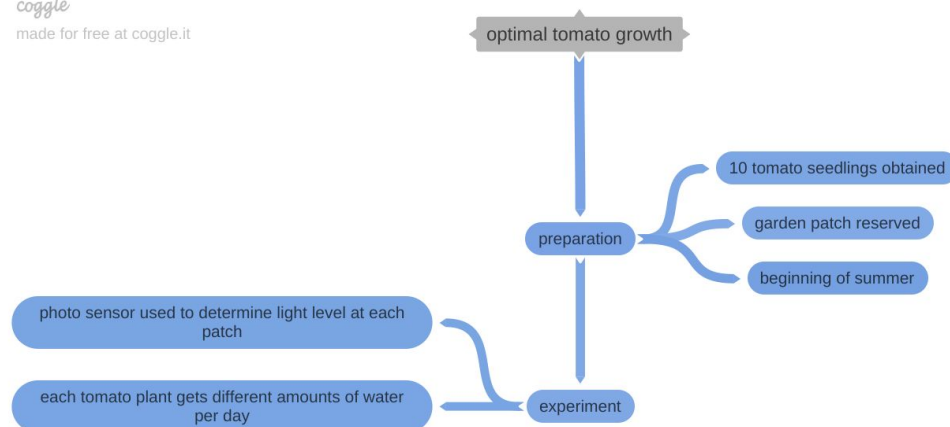 coggle
made for free at coggle.it
optimal tomato growth
10 tomato seedlings obtained
garden patch reserved
preparation
beginning of summer
photo sensor used to determine light level at each
patch
each tomato plant gets different amounts of water
per day
experiment